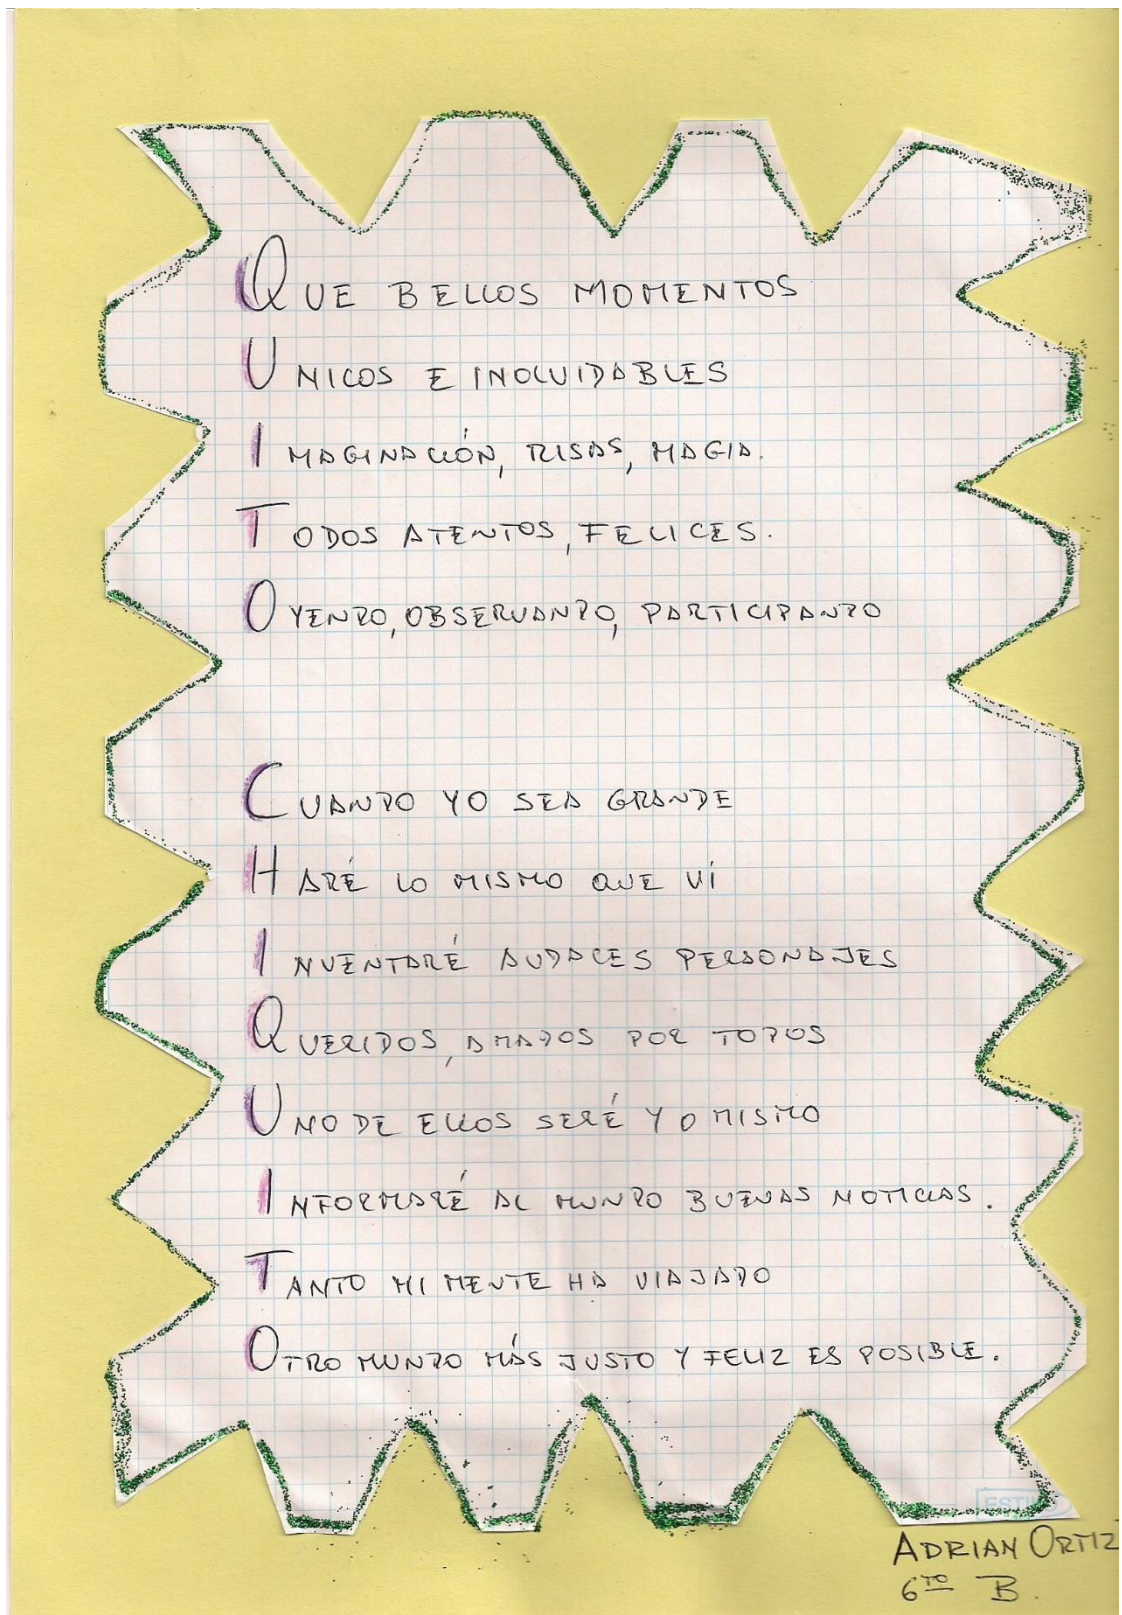 QUE BELLOS MOMENTOS
UNICOS E INOLVIDABLES
IMAGINACIÓN, RISAS, MAGIA.
TODOS ATENTOS, FELICES.
OYENDO, OBSERVANDO, PARTICIPANDO
CUANDO YO SEA GRANDE
HARÉ LO MISMO QUE VÍ
INVENTARÉ AUDACES PERSONAJES
QUERIDOS, AMADOS POR TODOS
UNO DE ELLOS SERÉ YO MISMO
INFORMARÉ AL MUNDO BUENAS NOTICIAS.
TANTO MI MENTE HA VIAJADO
OTRO MUNDO MÁS JUSTO Y FELIZ ES POSIBLE.
ADRIAN ORTIZ
6TO B.